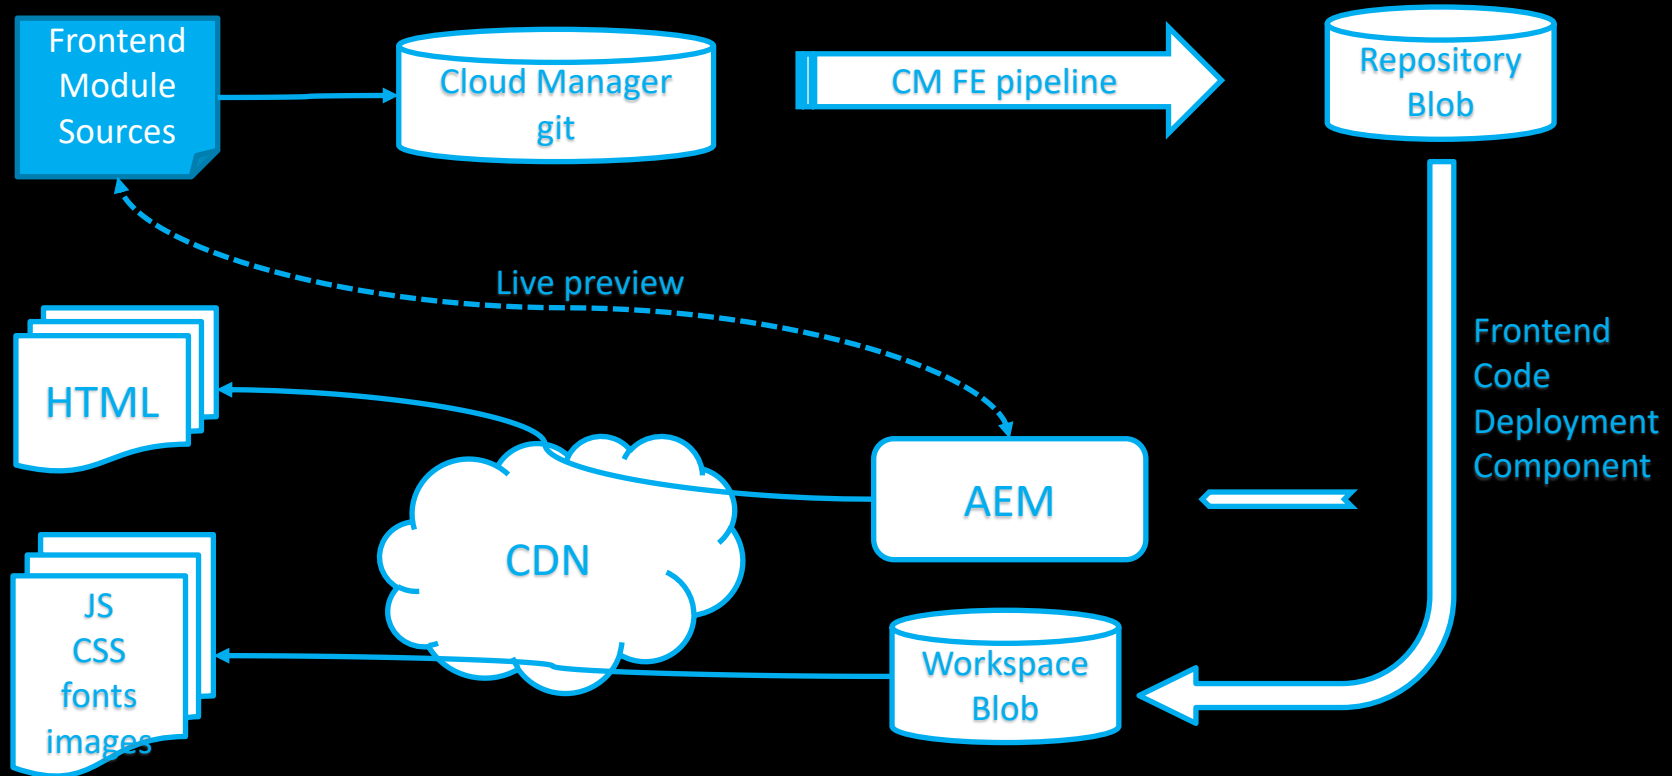 Frontend
Module
Sources
Cloud Manager
git
CM FE pipeline
Repository
Blob
Live preview
Frontend
Code
Deployment
Component
HTML
AEM
CDN
JS
CSS
fonts
images
Workspace
Blob